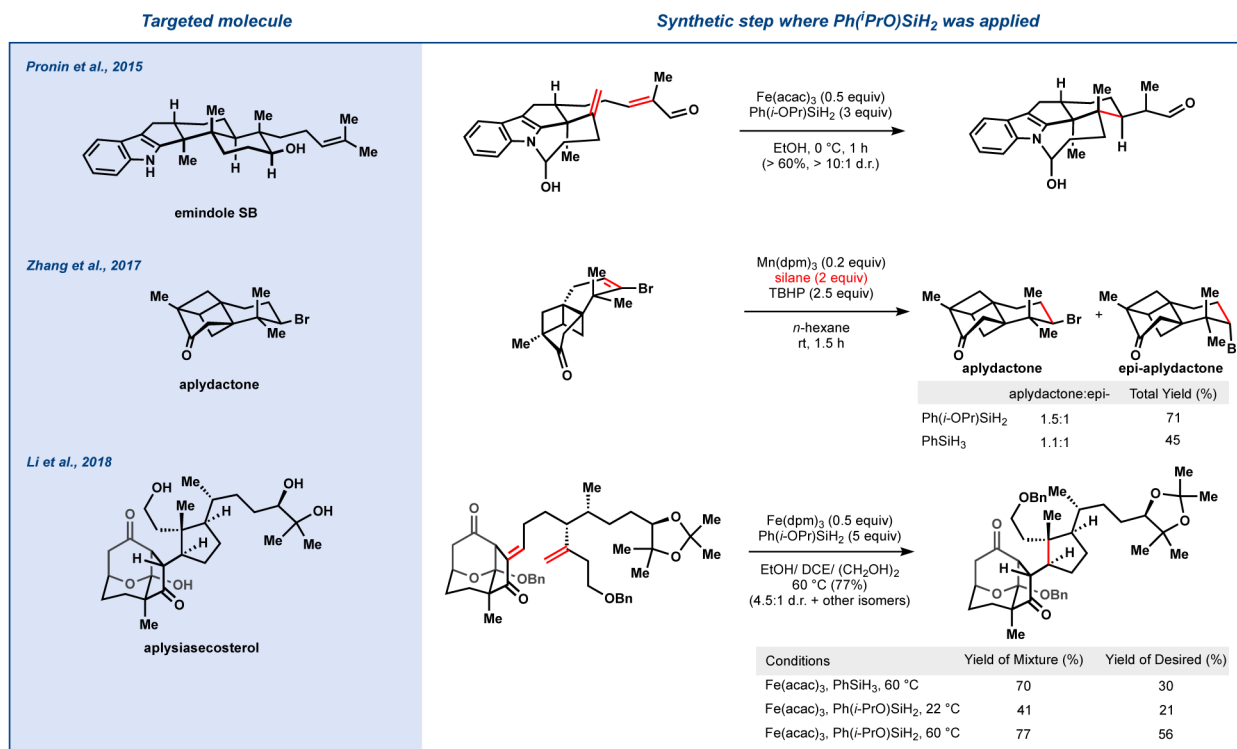 Targeted molecule
Synthetic step where Ph(iPrO)SiH2 was applied
Pronin et al., 2015
H
Me
Me
Me
Me
OH
Me
H
H
N
H
emindole SB
H
Me
O
N
Me
OH
Fe(acac)3 (0.5 equiv)
Ph(i-OPr)SiH2 (3 equiv)
EtOH, 0 °C, 1 h
(> 60%, > 10:1 d.r.)
H
Me
Me
O
N
H
Me
OH
Zhang et al., 2017
Me
Me
Br
Me
O
aplydactone
Me
Br
Me
Me
O
Mn(dpm)3 (0.2 equiv)
silane (2 equiv)
TBHP (2.5 equiv)
n-hexane
rt, 1.5 h
Me
Me
Br
Me
O
aplydactone
+
Me
Me
Me
B
O
epi-aplydactone
aplydactone:epi- Total Yield (%)
Ph(i-OPr)SiH2 1.5:1 71
PhSiH3 1.1:1 45
Li et al., 2018
OH
Me
OH
O
Me
H
OH
Me
Me
H
H
O
OH
O
Me
aplysiasecosterol
Me
O
O
Me
O
Me
Me
Me
O
OBn
O
OBn
Me
Fe(dpm)3 (0.5 equiv)
Ph(i-OPr)SiH2 (5 equiv)
EtOH/ DCE/ (CH2OH)2
60 °C (77%)
(4.5:1 d.r. + other isomers)
OBn
Me
Me
O
Me
O
H
O
Me
Me
Me
H
H
O
OBn
O
Me
Conditions Yield of Mixture (%) Yield of Desired (%)
Fe(acac)3, PhSiH3, 60 °C 70 30
Fe(acac)3, Ph(i-PrO)SiH2, 22 °C 41 21
Fe(acac)3, Ph(i-PrO)SiH2, 60 °C 77 56